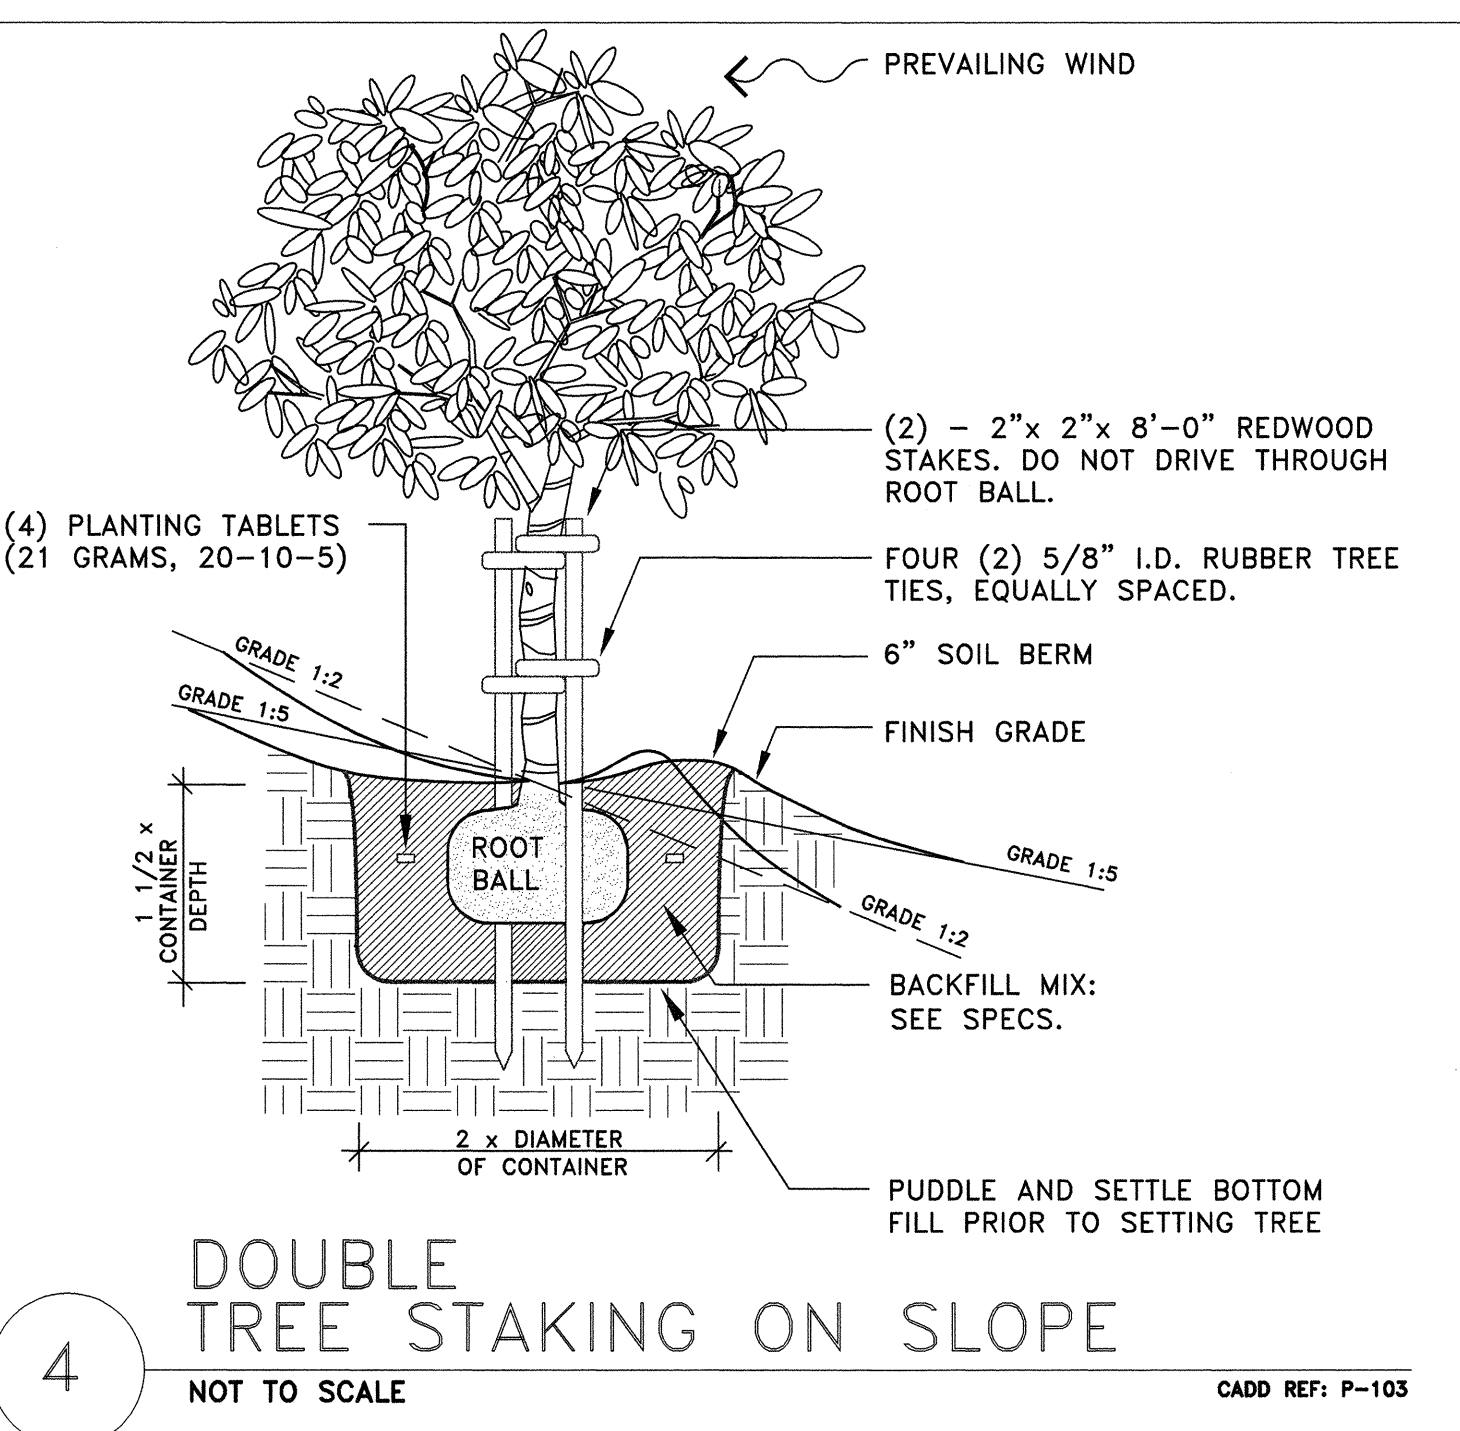 PREVAILING WIND
(2) - 2"x 2"x 8'-0" REDWOOD
STAKES. DO NOT DRIVE THROUGH
ROOT BALL.
(4) PLANTING TABLETS
(21 GRAMS, 20-10-5)
FOUR (2) 5/8" I.D. RUBBER TREE
TIES, EQUALLY SPACED.
6" SOIL BERM
FINISH GRADE
GRADE 1:2
GRADE 1:5
1 1/2 x
CONTAINER
DEPTH
ROOT
BALL
GRADE 1:5
GRADE 1:2
BACKFILL MIX:
SEE SPECS.
2 x DIAMETER
OF CONTAINER
PUDDLE AND SETTLE BOTTOM
FILL PRIOR TO SETTING TREE
DOUBLE
TREE STAKING ON SLOPE
4
NOT TO SCALE
CADD REF: P-103